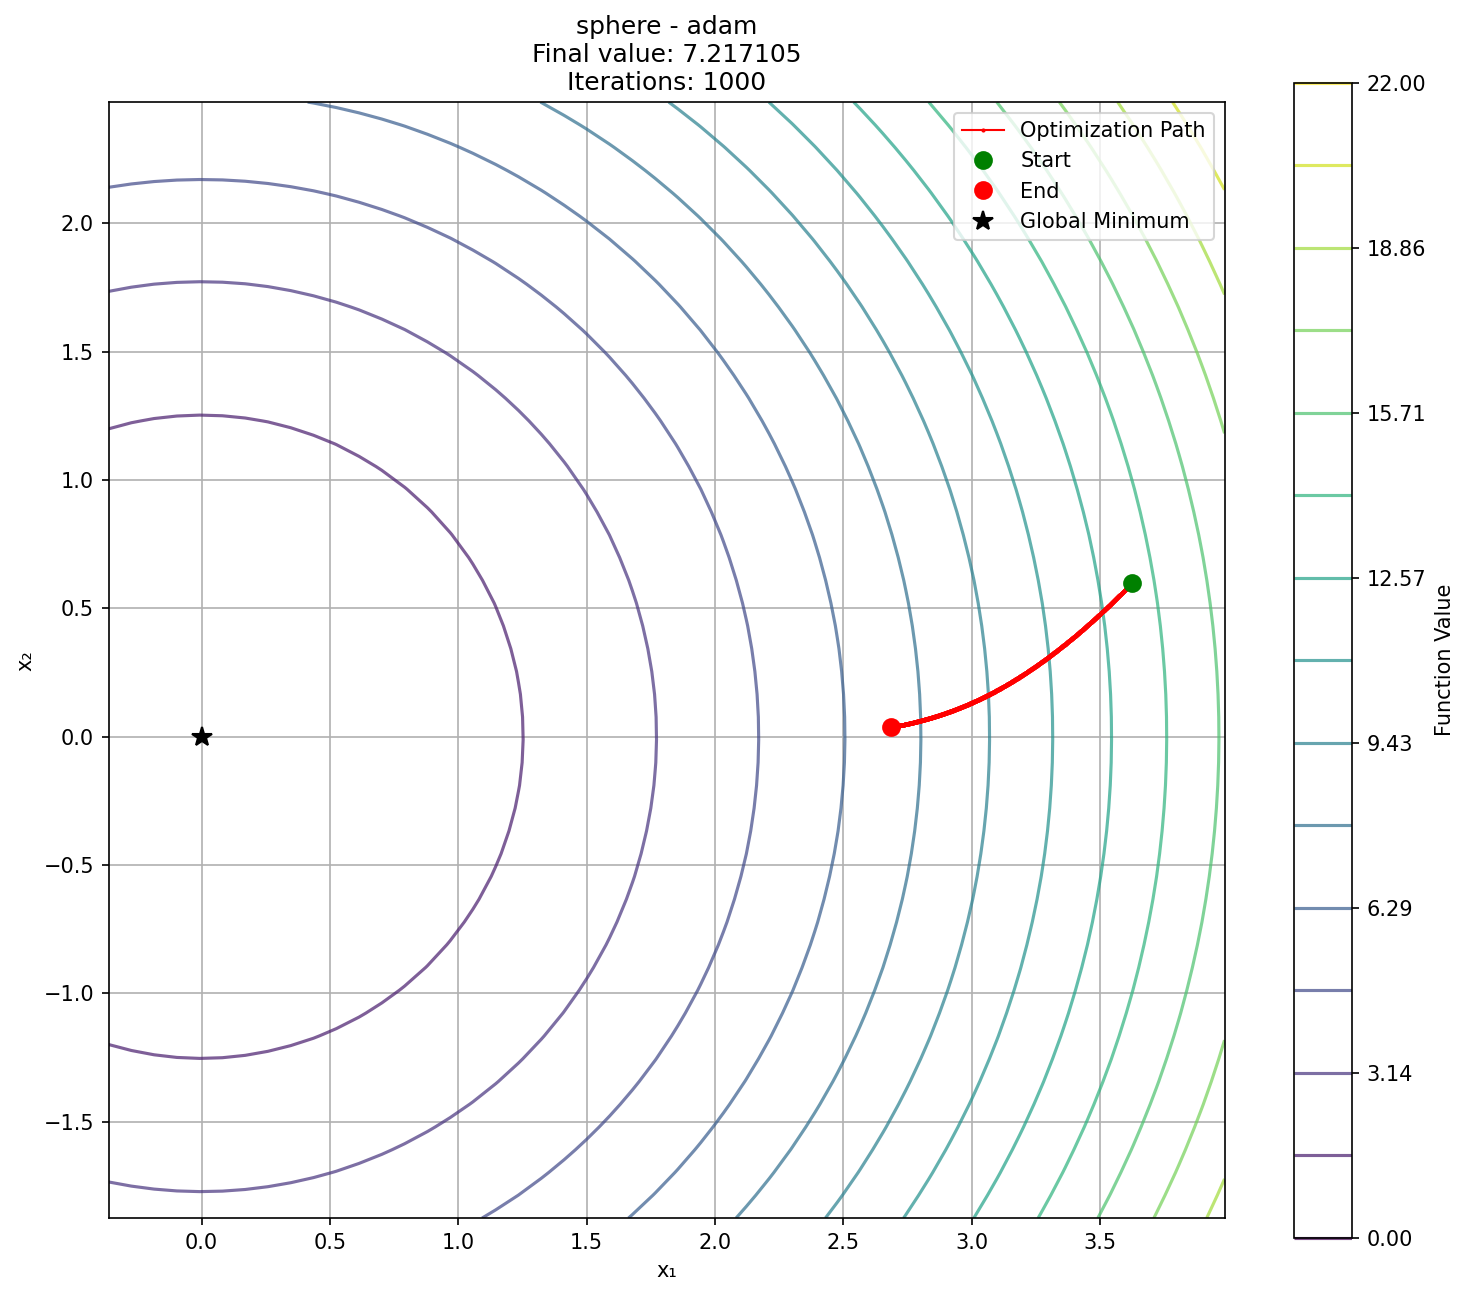 sphere - adam
Final value: 7.217105
Iterations: 1000
Optimization Path
Start
End
Global Minimum
2.0
1.5
1.0
0.5
0.0
−0.5
−1.0
−1.5
x₂
0.0 0.5 1.0 1.5 2.0 2.5 3.0 3.5
x₁
22.00
18.86
15.71
12.57
9.43
6.29
3.14
0.00
Function Value